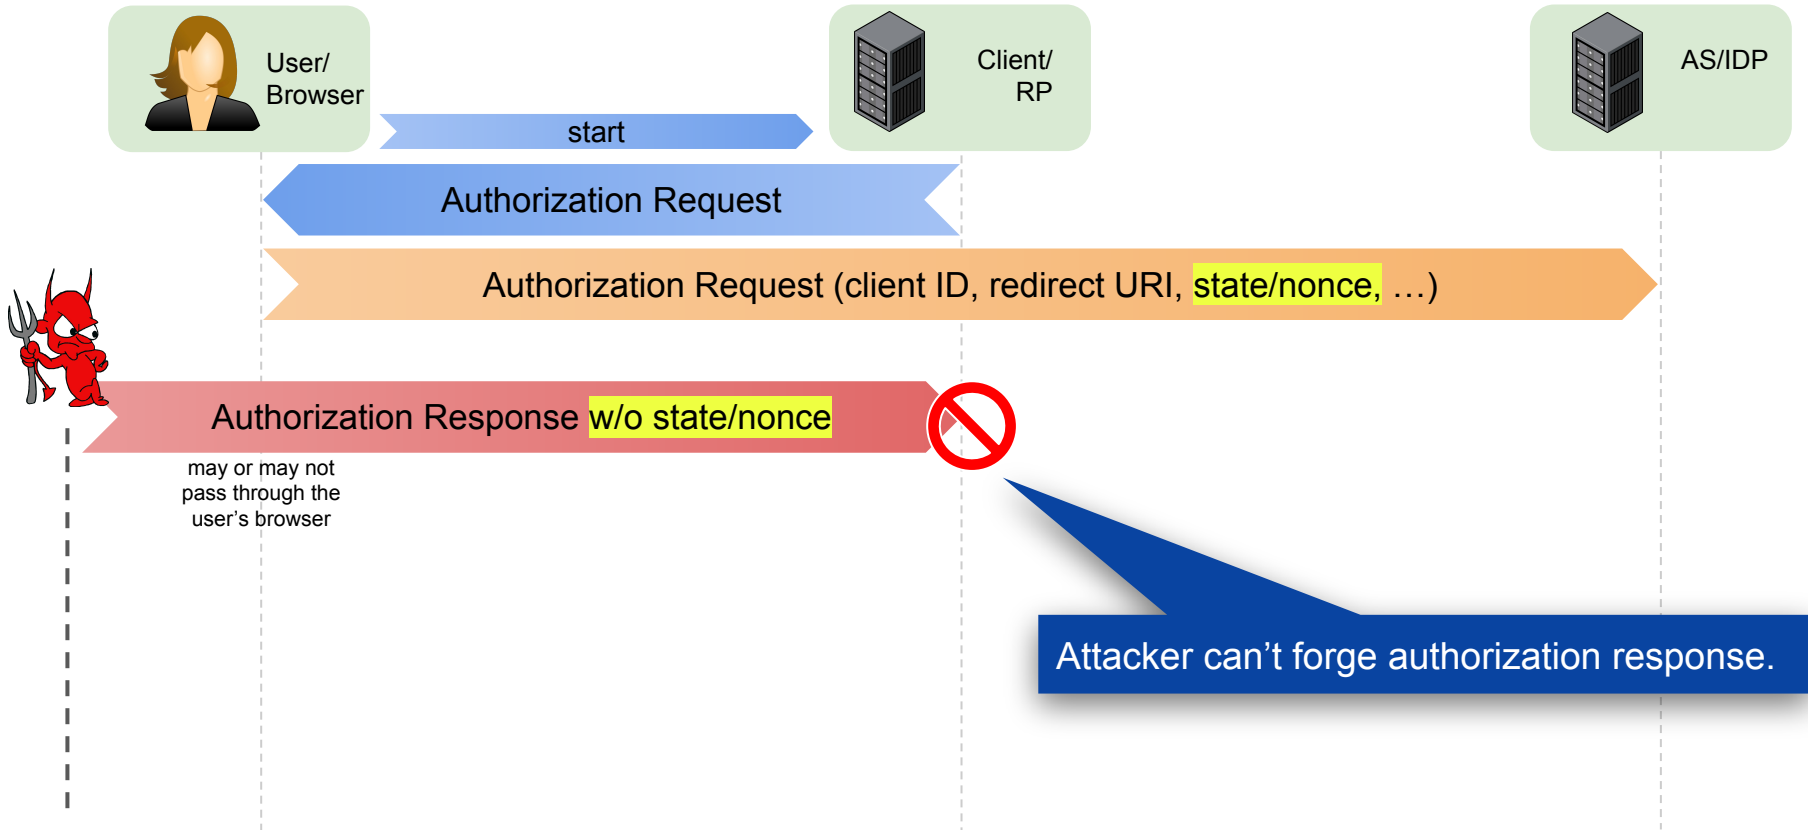 User/
Browser
Client/
RP
AS/IDP
start
Authorization Request
Authorization Request (client ID, redirect URI, state/nonce, …)
Authorization Response w/o state/nonce
may or may not
pass through the
user’s browser
Attacker can’t forge authorization response.